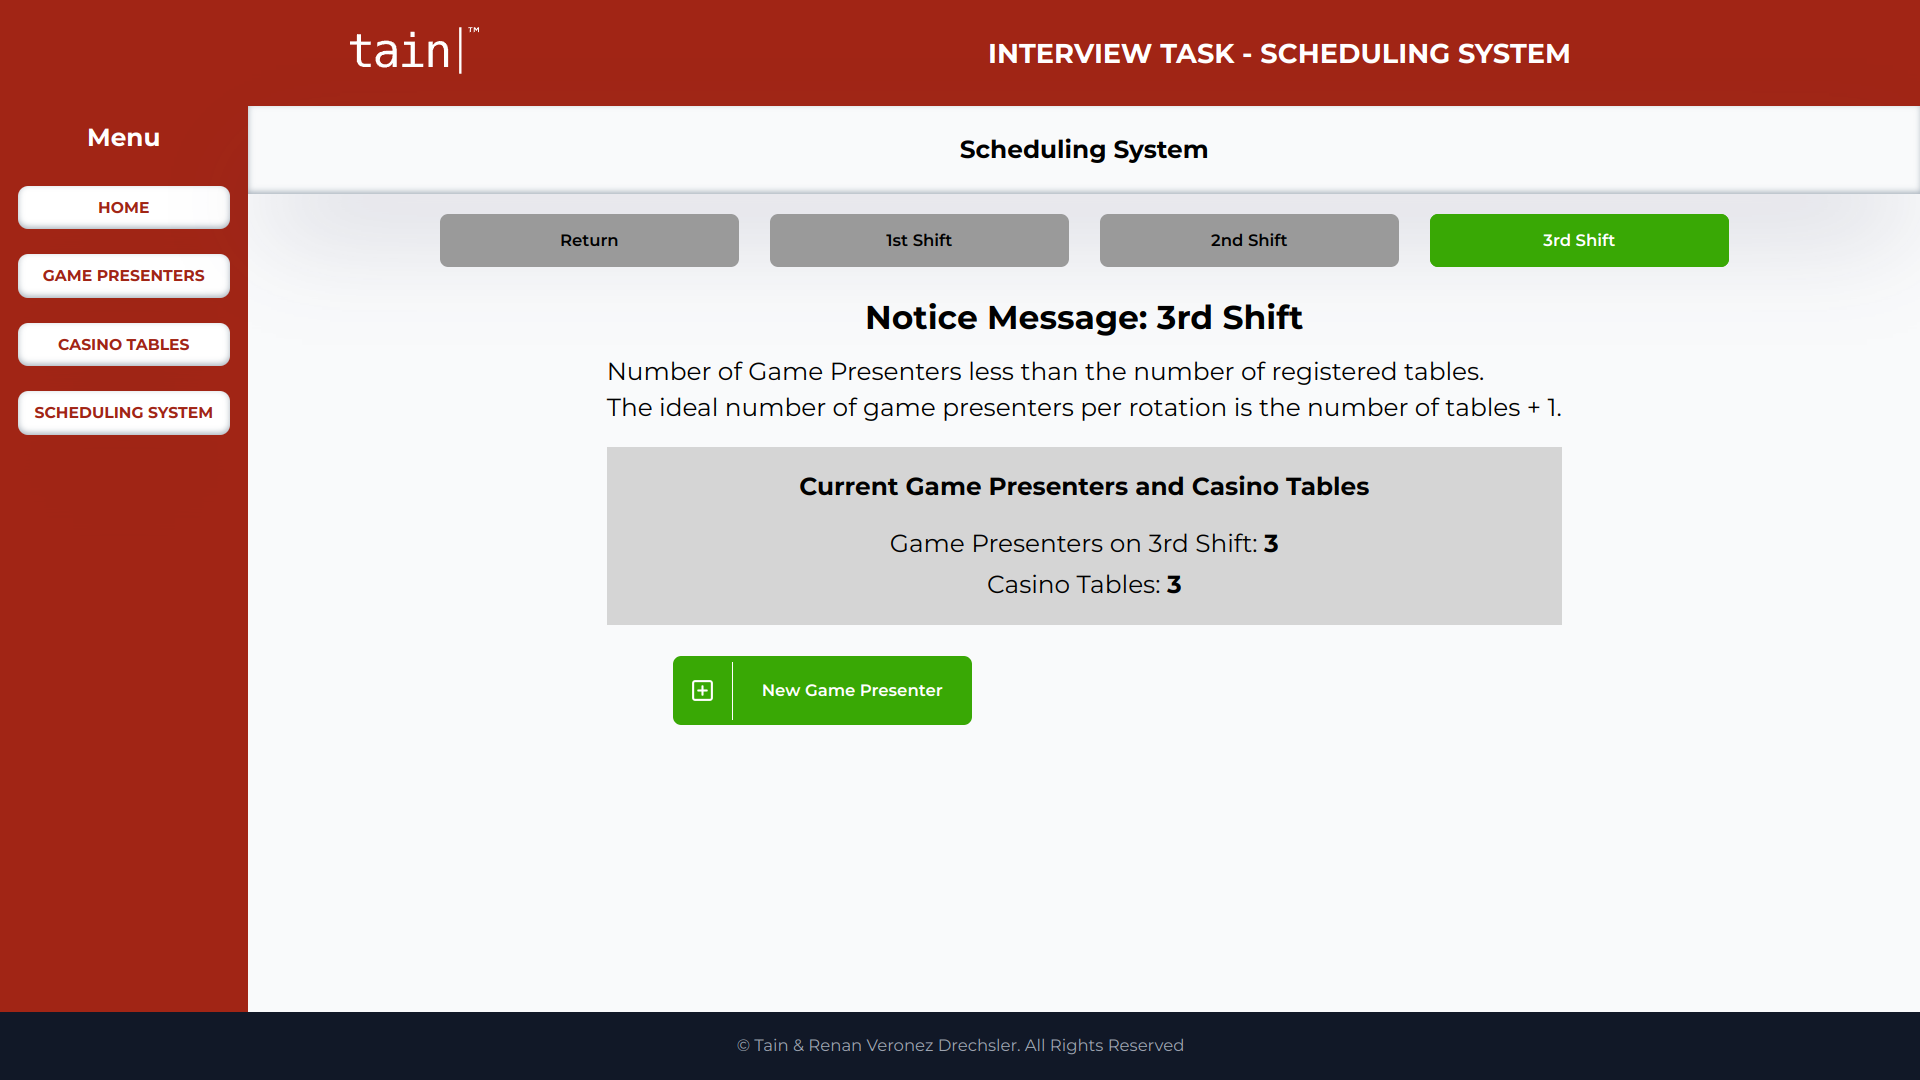 tain|™
INTERVIEW TASK - SCHEDULING SYSTEM
Menu
HOME
GAME PRESENTERS
CASINO TABLES
SCHEDULING SYSTEM
Scheduling System
Return
1st Shift
2nd Shift
3rd Shift
Notice Message: 3rd Shift
Number of Game Presenters less than the number of registered tables.
The ideal number of game presenters per rotation is the number of tables + 1.
Current Game Presenters and Casino Tables
Game Presenters on 3rd Shift: 3
Casino Tables: 3
New Game Presenter
© Tain & Renan Veronez Drechsler. All Rights Reserved